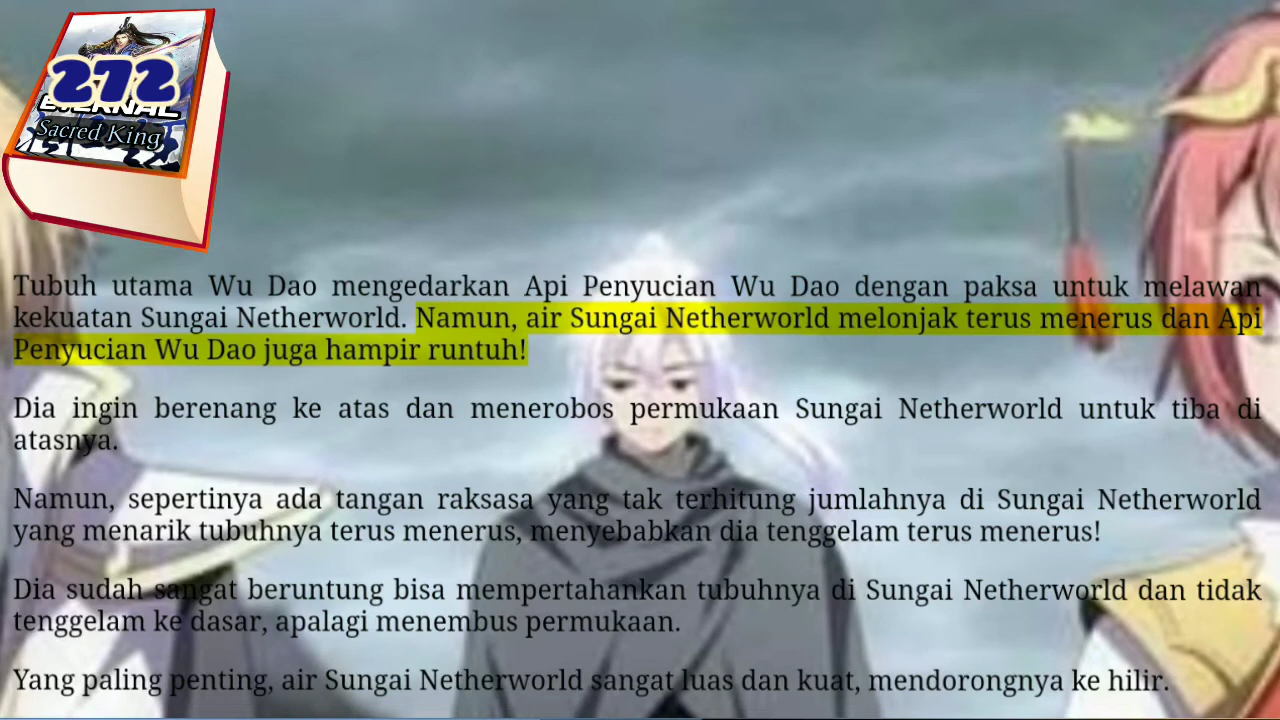 272
ETERNAL
Sacred King
Tubuh utama Wu Dao mengedarkan Api Penyucian Wu Dao dengan paksa untuk melawan
kekuatan Sungai Netherworld. Namun, air Sungai Netherworld melonjak terus menerus dan Api
Penyucian Wu Dao juga hampir runtuh!
Dia ingin berenang ke atas dan menerobos permukaan Sungai Netherworld untuk tiba di
atasnya.
Namun, sepertinya ada tangan raksasa yang tak terhitung jumlahnya di Sungai Netherworld
yang menarik tubuhnya terus menerus, menyebabkan dia tenggelam terus menerus!
Dia sudah sangat beruntung bisa mempertahankan tubuhnya di Sungai Netherworld dan tidak
tenggelam ke dasar, apalagi menembus permukaan.
Yang paling penting, air Sungai Netherworld sangat luas dan kuat, mendorongnya ke hilir.